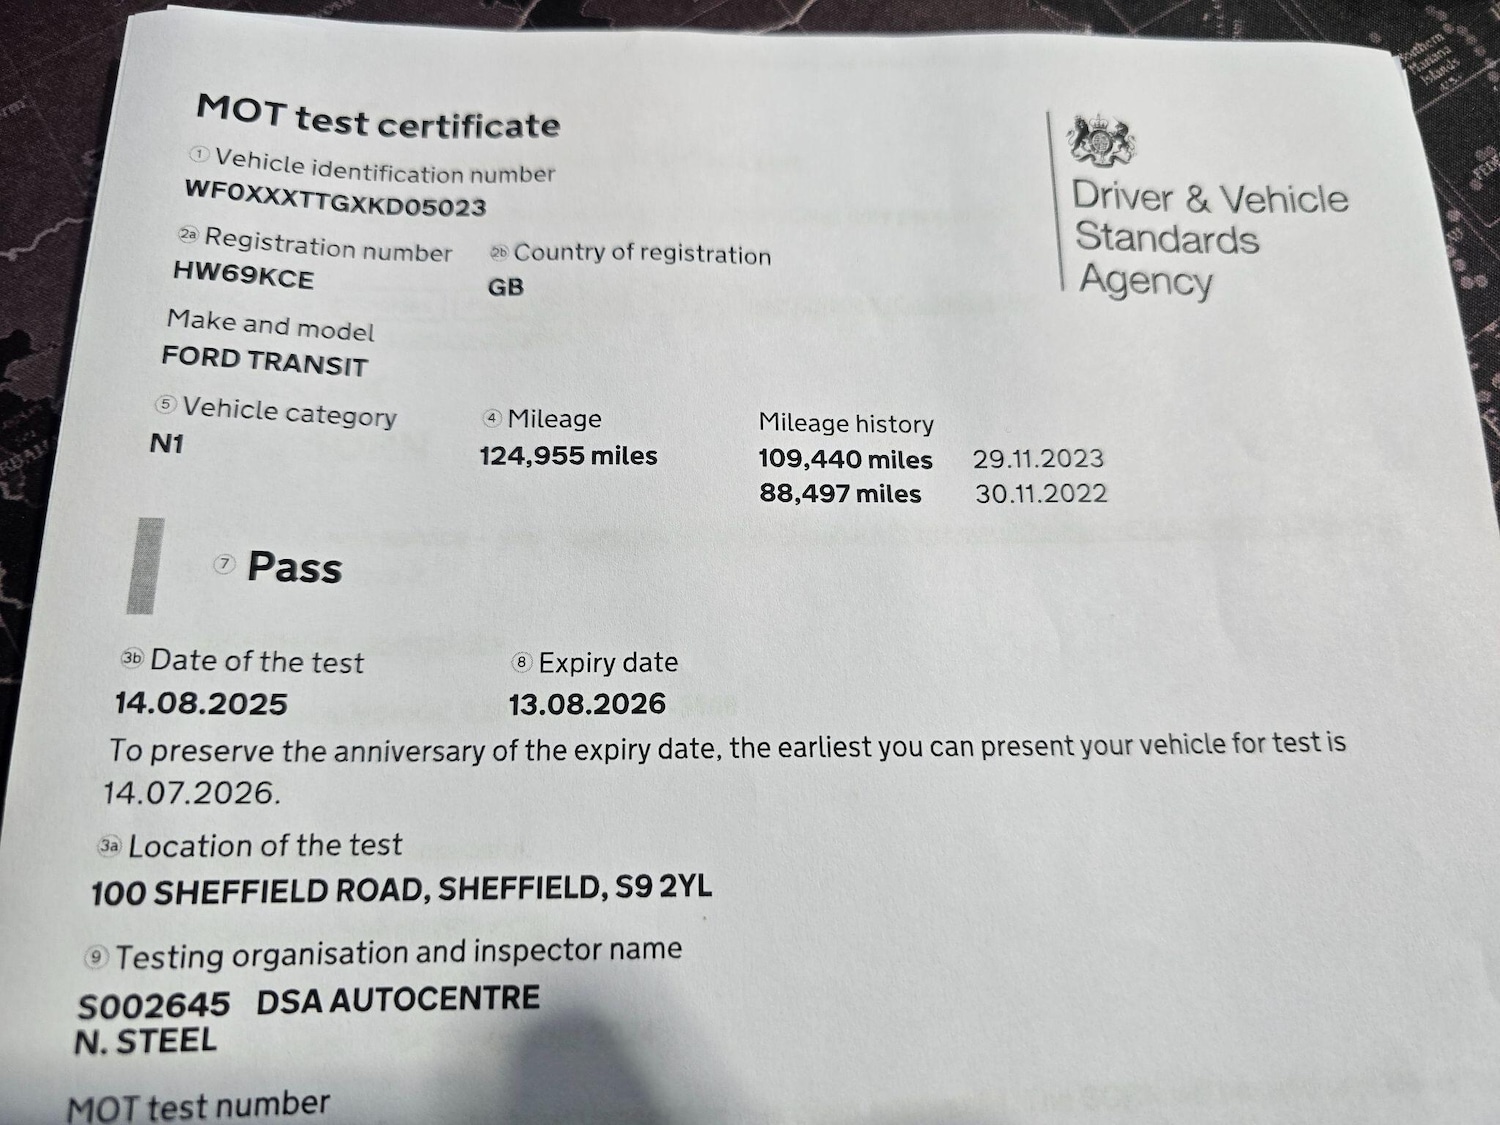 MOT test certificate
1 Vehicle identification number
WF0XXXTTGXKD05023
2a Registration number 2b Country of registration
HW69KCE GB
Make and model
FORD TRANSIT
5 Vehicle category 4 Mileage Mileage history
N1 124,955 miles 109,440 miles 29.11.2023
88,497 miles 30.11.2022
7 Pass
3b Date of the test 8 Expiry date
14.08.2025 13.08.2026
To preserve the anniversary of the expiry date, the earliest you can present your vehicle for test is
14.07.2026.
3a Location of the test
100 SHEFFIELD ROAD, SHEFFIELD, S9 2YL
9 Testing organisation and inspector name
S002645 DSA AUTOCENTRE
N. STEEL
MOT test number
Driver & Vehicle
Standards
Agency
Northern
Mariana
Islands